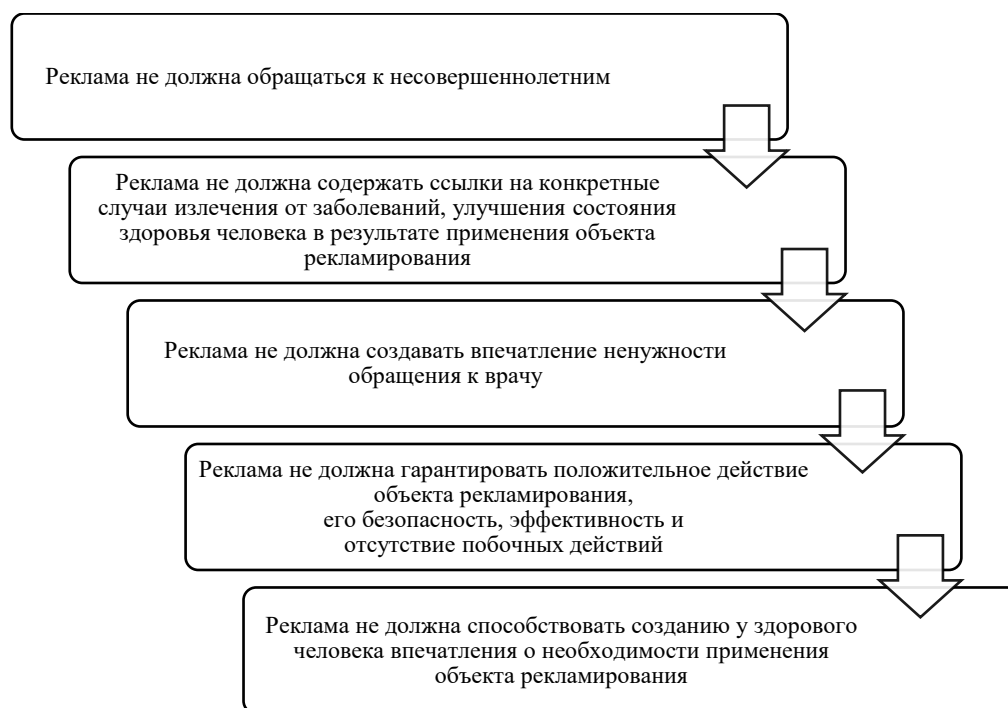 Реклама не должна обращаться к несовершеннолетним
Реклама не должна содержать ссылки на конкретные
случаи излечения от заболеваний, улучшения состояния
здоровья человека в результате применения объекта
рекламирования
Реклама не должна создавать впечатление ненужности
обращения к врачу
Реклама не должна гарантировать положительное действие
объекта рекламирования,
его безопасность, эффективность и
отсутствие побочных действий
Реклама не должна способствовать созданию у здорового
человека впечатления о необходимости применения
объекта рекламирования